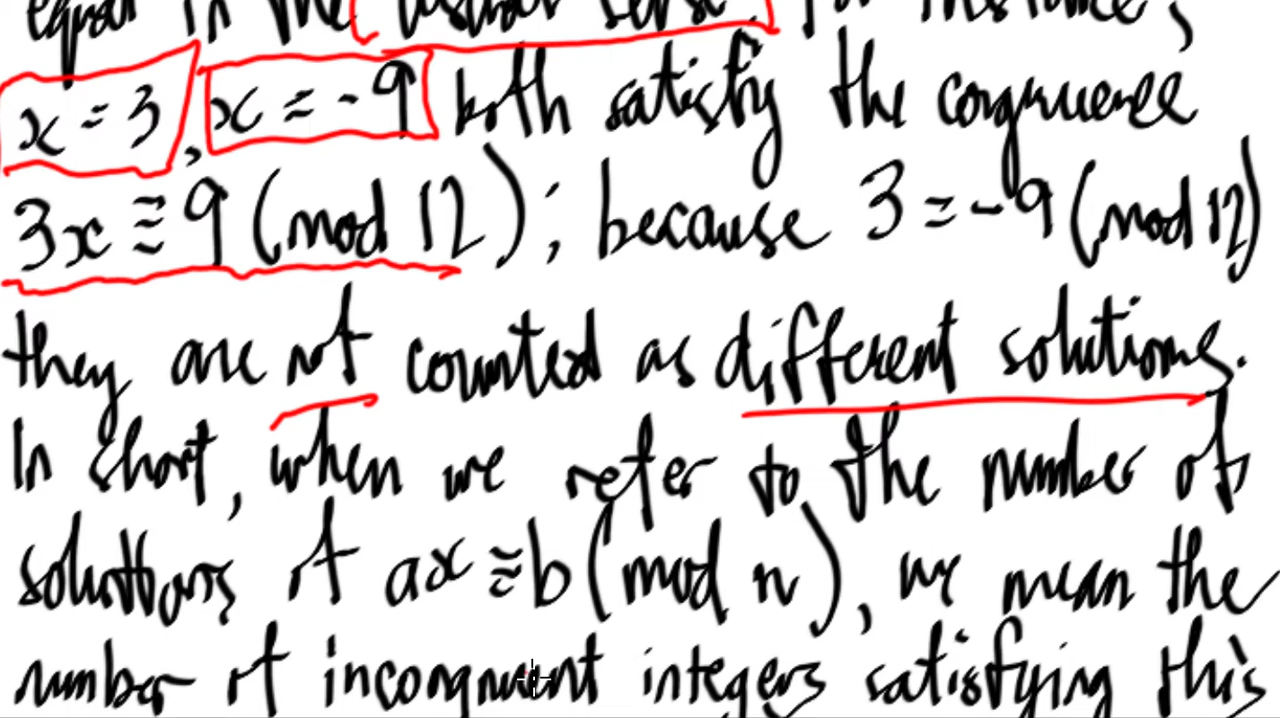 equal in the usual sense. For instance,
x = 3, x = -9 both satisfy the congruence
3x ≡ 9 (mod 12); because 3 ≡ -9 (mod 12)
they are not counted as different solutions.
In short, when we refer to the number of
solutions of ax ≡ b (mod n), we mean the
number of incongruent integers satisfying this